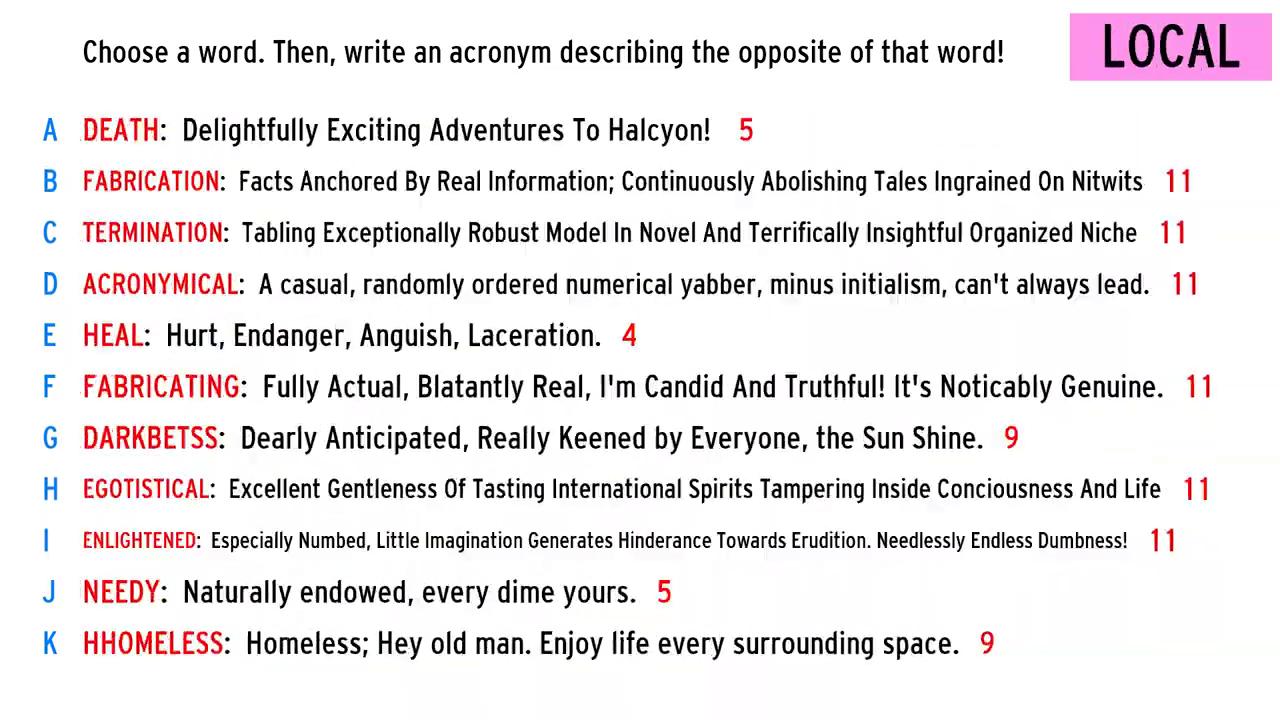 Choose a word. Then, write an acronym describing the opposite of that word!
LOCAL
A DEATH: Delightfully Exciting Adventures To Halcyon! 5
B FABRICATION: Facts Anchored By Real Information; Continuously Abolishing Tales Ingrained On Nitwits 11
C TERMINATION: Tabling Exceptionally Robust Model In Novel And Terrifically Insightful Organized Niche 11
D ACRONYMICAL: A casual, randomly ordered numerical yabber, minus initialism, can't always lead. 11
E HEAL: Hurt, Endanger, Anguish, Laceration. 4
F FABRICATING: Fully Actual, Blatantly Real, I'm Candid And Truthful! It's Noticably Genuine. 11
G DARKBETSS: Dearly Anticipated, Really Keened by Everyone, the Sun Shine. 9
H EGOTISTICAL: Excellent Gentleness Of Tasting International Spirits Tampering Inside Conciousness And Life 11
I ENLIGHTENED: Especially Numbed, Little Imagination Generates Hinderance Towards Erudition. Needlessly Endless Dumbness! 11
J NEEDY: Naturally endowed, every dime yours. 5
K HHOMELESS: Homeless; Hey old man. Enjoy life every surrounding space. 9